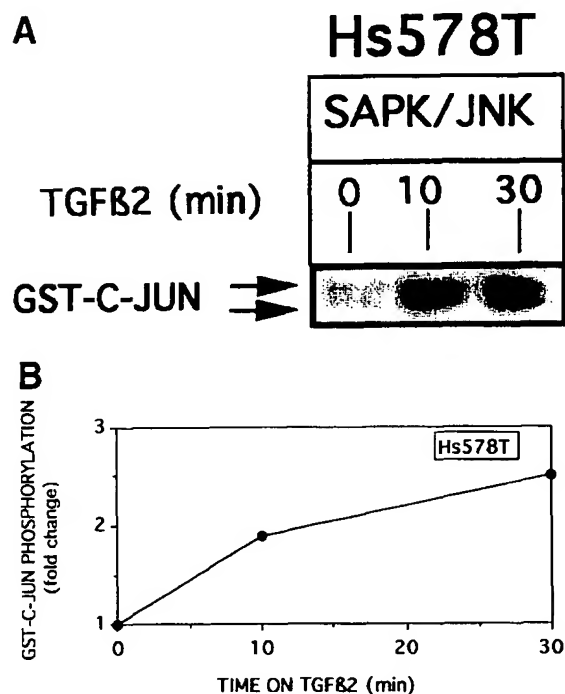 A
Hs578T
SAPK/JNK
TGFß2 (min)
0 10 30
GST-C-JUN
B
GST-C-JUN PHOSPHORYLATION
(fold change)
3
2
1
Hs578T
0 10 20 30
TIME ON TGFß2 (min)